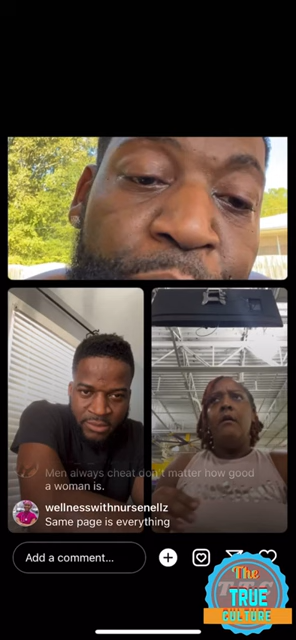 Men always cheat don't matter how good
a woman is.
wellnesswithnursenellz
Same page is everything
Add a comment...
The
TRUE
CULTURE